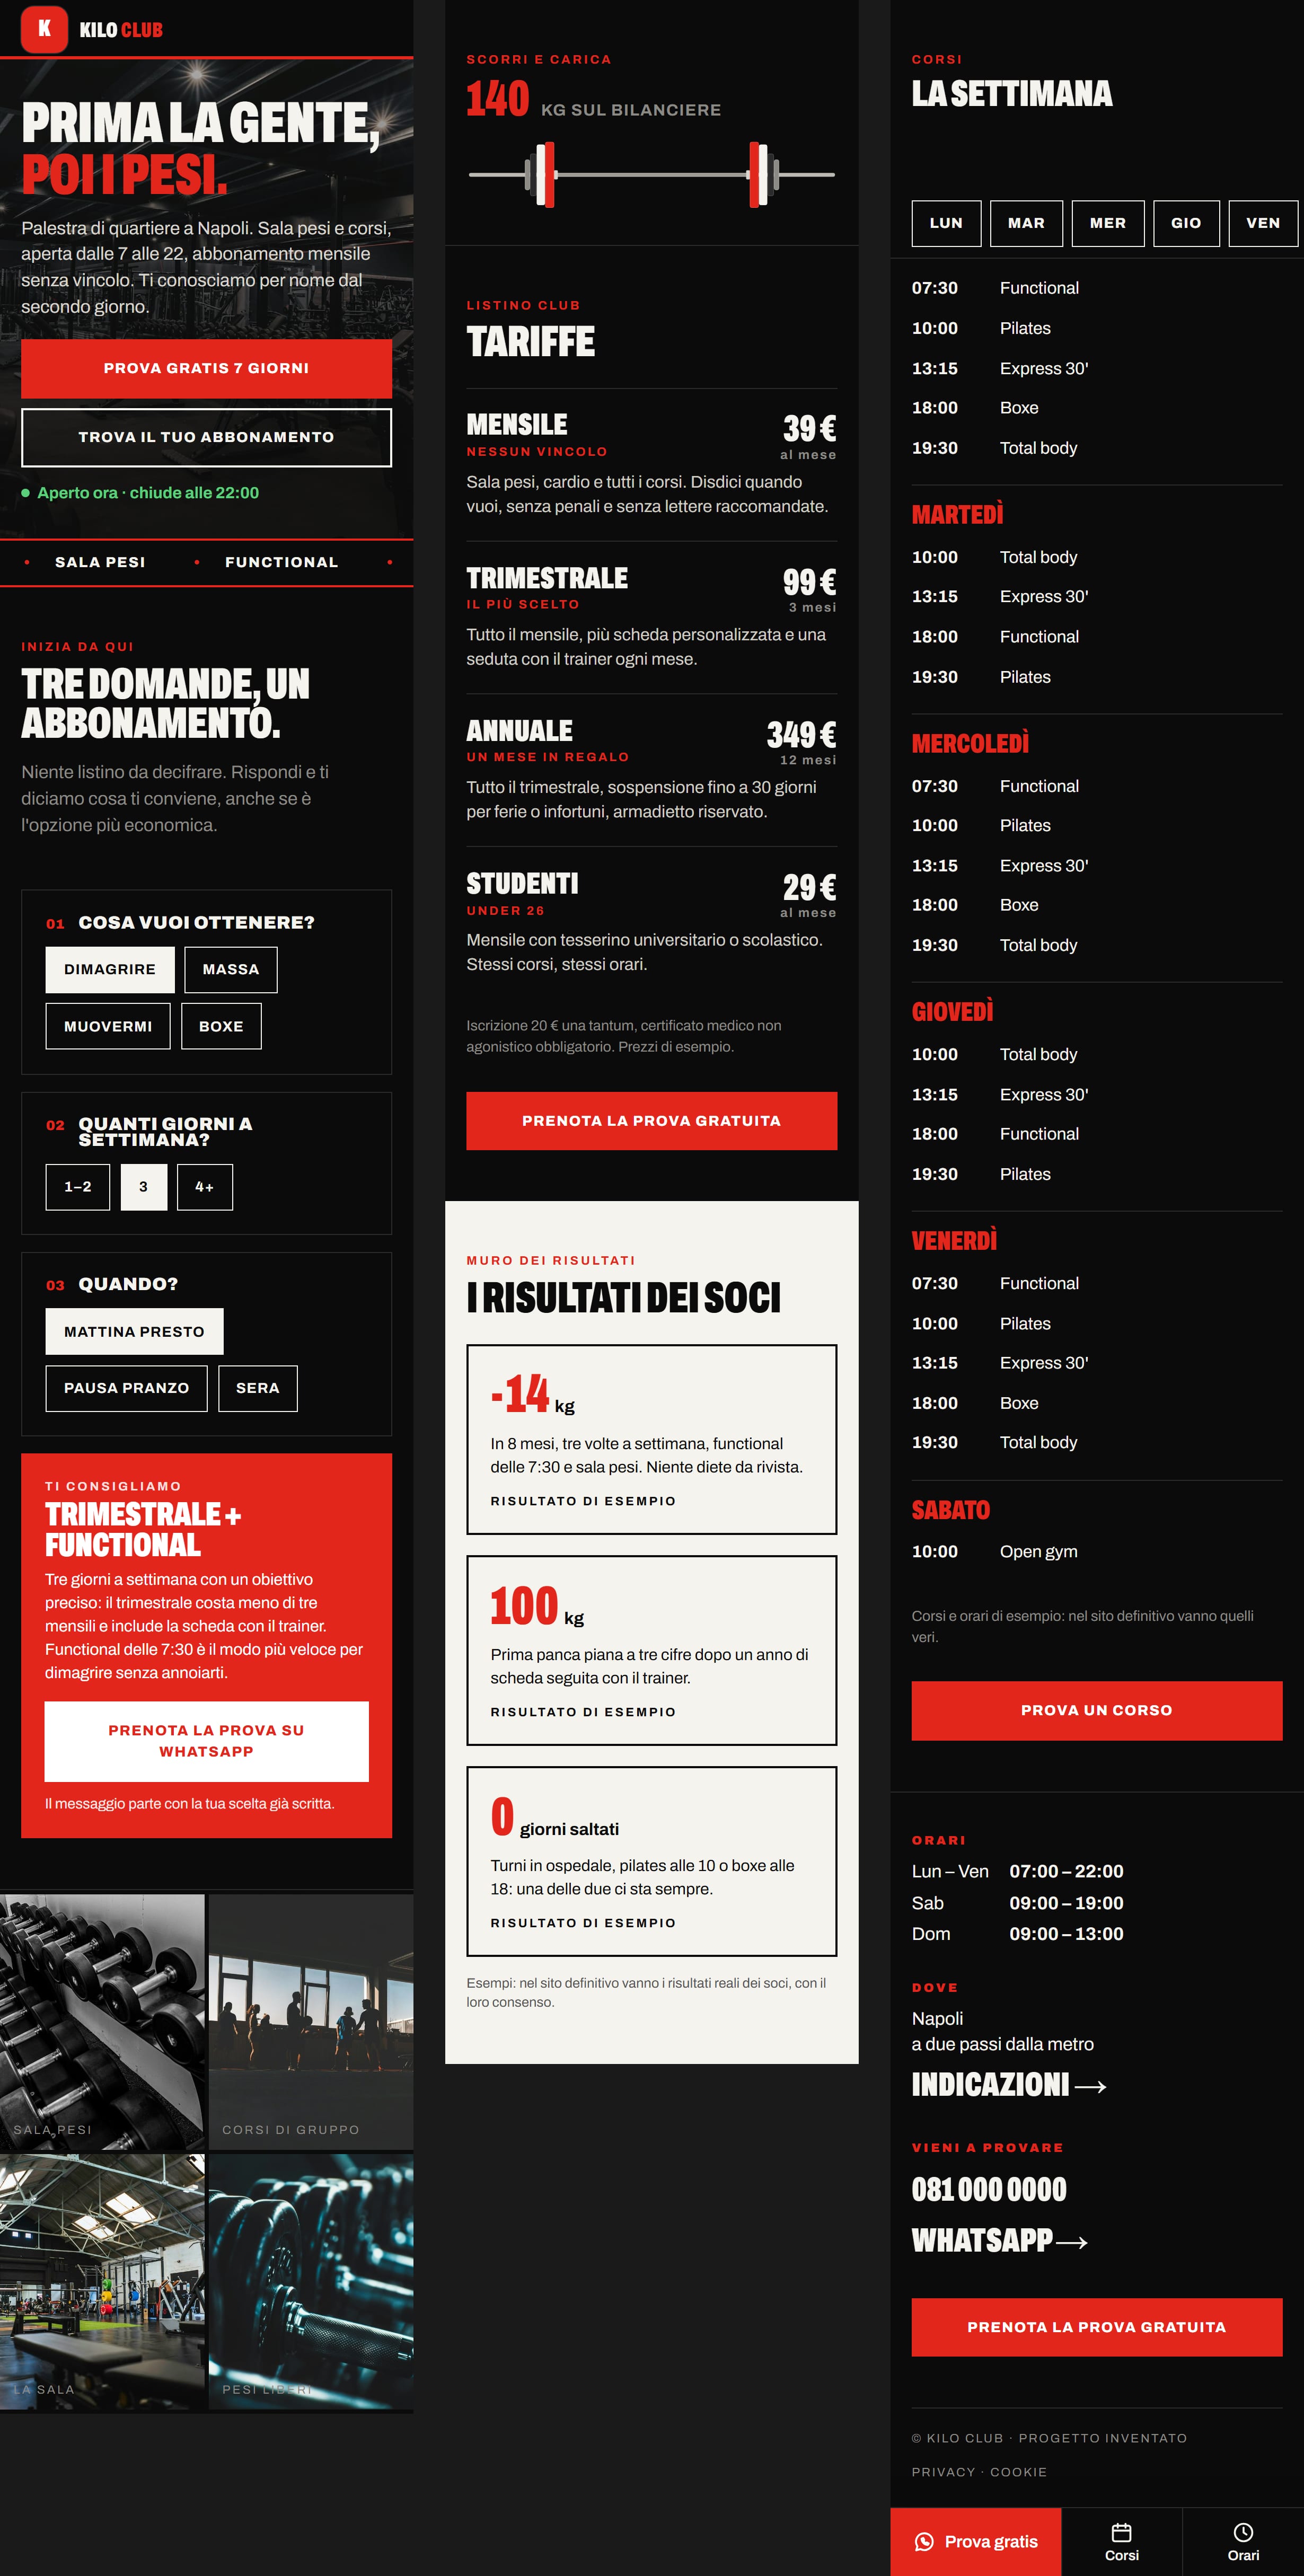 K
KILO CLUB
PRIMA LA GENTE,
POI I PESI.
Palestra di quartiere a Napoli. Sala pesi e corsi,
aperta dalle 7 alle 22, abbonamento mensile
senza vincolo. Ti conosciamo per nome dal
secondo giorno.
PROVA GRATIS 7 GIORNI
TROVA IL TUO ABBONAMENTO
Aperto ora · chiude alle 22:00
• SALA PESI • FUNCTIONAL •
INIZIA DA QUI
TRE DOMANDE, UN
ABBONAMENTO.
Niente listino da decifrare. Rispondi e ti
diciamo cosa ti conviene, anche se è
l'opzione più economica.
01 COSA VUOI OTTENERE?
DIMAGRIRE MASSA
MUOVERMI BOXE
02 QUANTI GIORNI A
SETTIMANA?
1–2 3 4+
03 QUANDO?
MATTINA PRESTO
PAUSA PRANZO SERA
TI CONSIGLIAMO
TRIMESTRALE +
FUNCTIONAL
Tre giorni a settimana con un obiettivo
preciso: il trimestrale costa meno di tre
mensili e include la scheda con il trainer.
Functional delle 7:30 è il modo più veloce per
dimagrire senza annoiarti.
PRENOTA LA PROVA SU
WHATSAPP
Il messaggio parte con la tua scelta già scritta.
SALA PESI
CORSI DI GRUPPO
LA SALA
PESI LIBERI
SCORRI E CARICA
140 KG SUL BILANCIERE
LISTINO CLUB
TARIFFE
MENSILE 39 €
NESSUN VINCOLO al mese
Sala pesi, cardio e tutti i corsi. Disdici quando
vuoi, senza penali e senza lettere raccomandate.
TRIMESTRALE 99 €
IL PIÙ SCELTO 3 mesi
Tutto il mensile, più scheda personalizzata e una
seduta con il trainer ogni mese.
ANNUALE 349 €
UN MESE IN REGALO 12 mesi
Tutto il trimestrale, sospensione fino a 30 giorni
per ferie o infortuni, armadietto riservato.
STUDENTI 29 €
UNDER 26 al mese
Mensile con tesserino universitario o scolastico.
Stessi corsi, stessi orari.
Iscrizione 20 € una tantum, certificato medico non
agonistico obbligatorio. Prezzi di esempio.
PRENOTA LA PROVA GRATUITA
MURO DEI RISULTATI
I RISULTATI DEI SOCI
-14 kg
In 8 mesi, tre volte a settimana, functional
delle 7:30 e sala pesi. Niente diete da rivista.
RISULTATO DI ESEMPIO
100 kg
Prima panca piana a tre cifre dopo un anno di
scheda seguita con il trainer.
RISULTATO DI ESEMPIO
0 giorni saltati
Turni in ospedale, pilates alle 10 o boxe alle
18: una delle due ci sta sempre.
RISULTATO DI ESEMPIO
Esempi: nel sito definitivo vanno i risultati reali dei soci, con il
loro consenso.
CORSI
LA SETTIMANA
LUN MAR MER GIO VEN
07:30 Functional
10:00 Pilates
13:15 Express 30'
18:00 Boxe
19:30 Total body
MARTEDÌ
10:00 Total body
13:15 Express 30'
18:00 Functional
19:30 Pilates
MERCOLEDÌ
07:30 Functional
10:00 Pilates
13:15 Express 30'
18:00 Boxe
19:30 Total body
GIOVEDÌ
10:00 Total body
13:15 Express 30'
18:00 Functional
19:30 Pilates
VENERDÌ
07:30 Functional
10:00 Pilates
13:15 Express 30'
18:00 Boxe
19:30 Total body
SABATO
10:00 Open gym
Corsi e orari di esempio: nel sito definitivo vanno quelli
veri.
PROVA UN CORSO
ORARI
Lun – Ven 07:00 – 22:00
Sab 09:00 – 19:00
Dom 09:00 – 13:00
DOVE
Napoli
a due passi dalla metro
INDICAZIONI →
VIENI A PROVARE
081 000 0000
WHATSAPP →
PRENOTA LA PROVA GRATUITA
© KILO CLUB · PROGETTO INVENTATO
PRIVACY · COOKIE
Prova gratis
Corsi
Orari